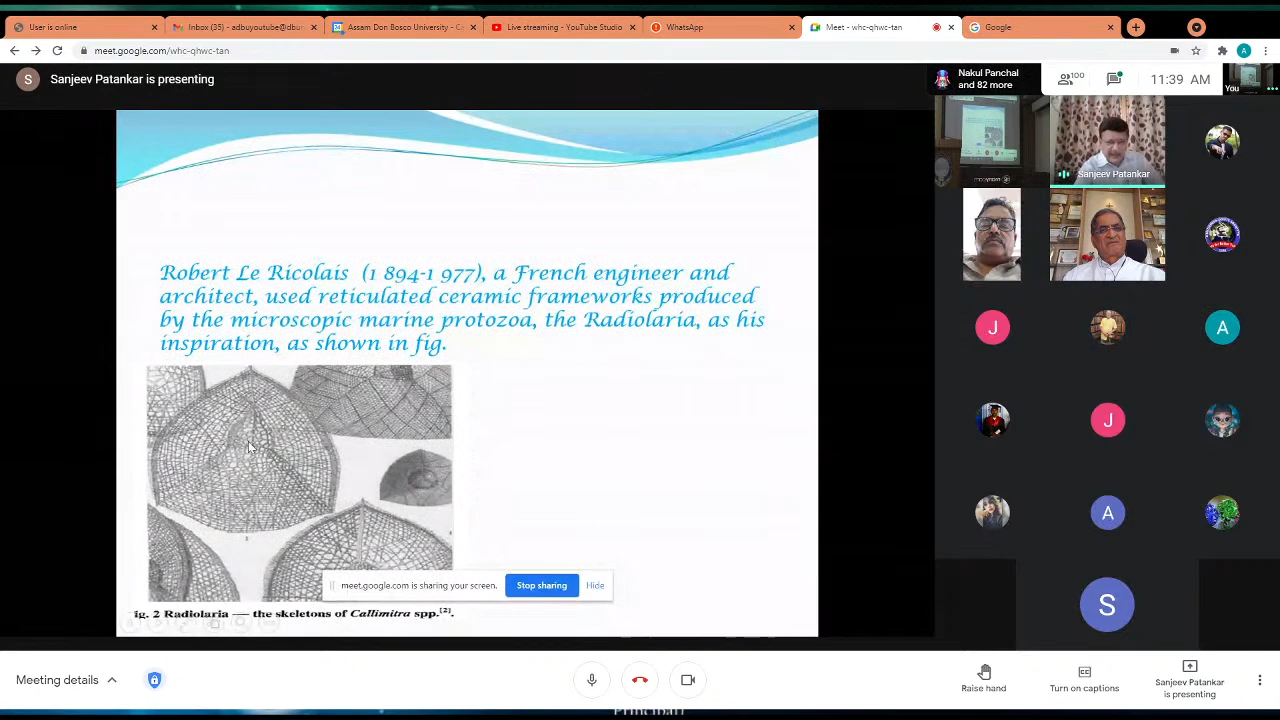 User is online
Inbox (35) - adbuyoutube@dbun
Assam Don Bosco University - Ca
Live streaming - YouTube Studio
WhatsApp
Meet - whc-qhwc-tan
Google
meet.google.com/whc-qhwc-tan
S
Sanjeev Patankar is presenting
Nakul Panchal
and 82 more
100
11:39 AM
You
Sanjeev Patankar
Robert Le Ricolais (1 894-1 977), a French engineer and
architect, used reticulated ceramic frameworks produced
by the microscopic marine protozoa, the Radiolaria, as his
inspiration, as shown in fig.
J
A
J
A
S
meet.google.com is sharing your screen.
Stop sharing
Hide
ig. 2 Radiolaria — the skeletons of Callimitra spp.[2].
Meeting details
Raise hand
Turn on captions
Sanjeev Patankar
is presenting